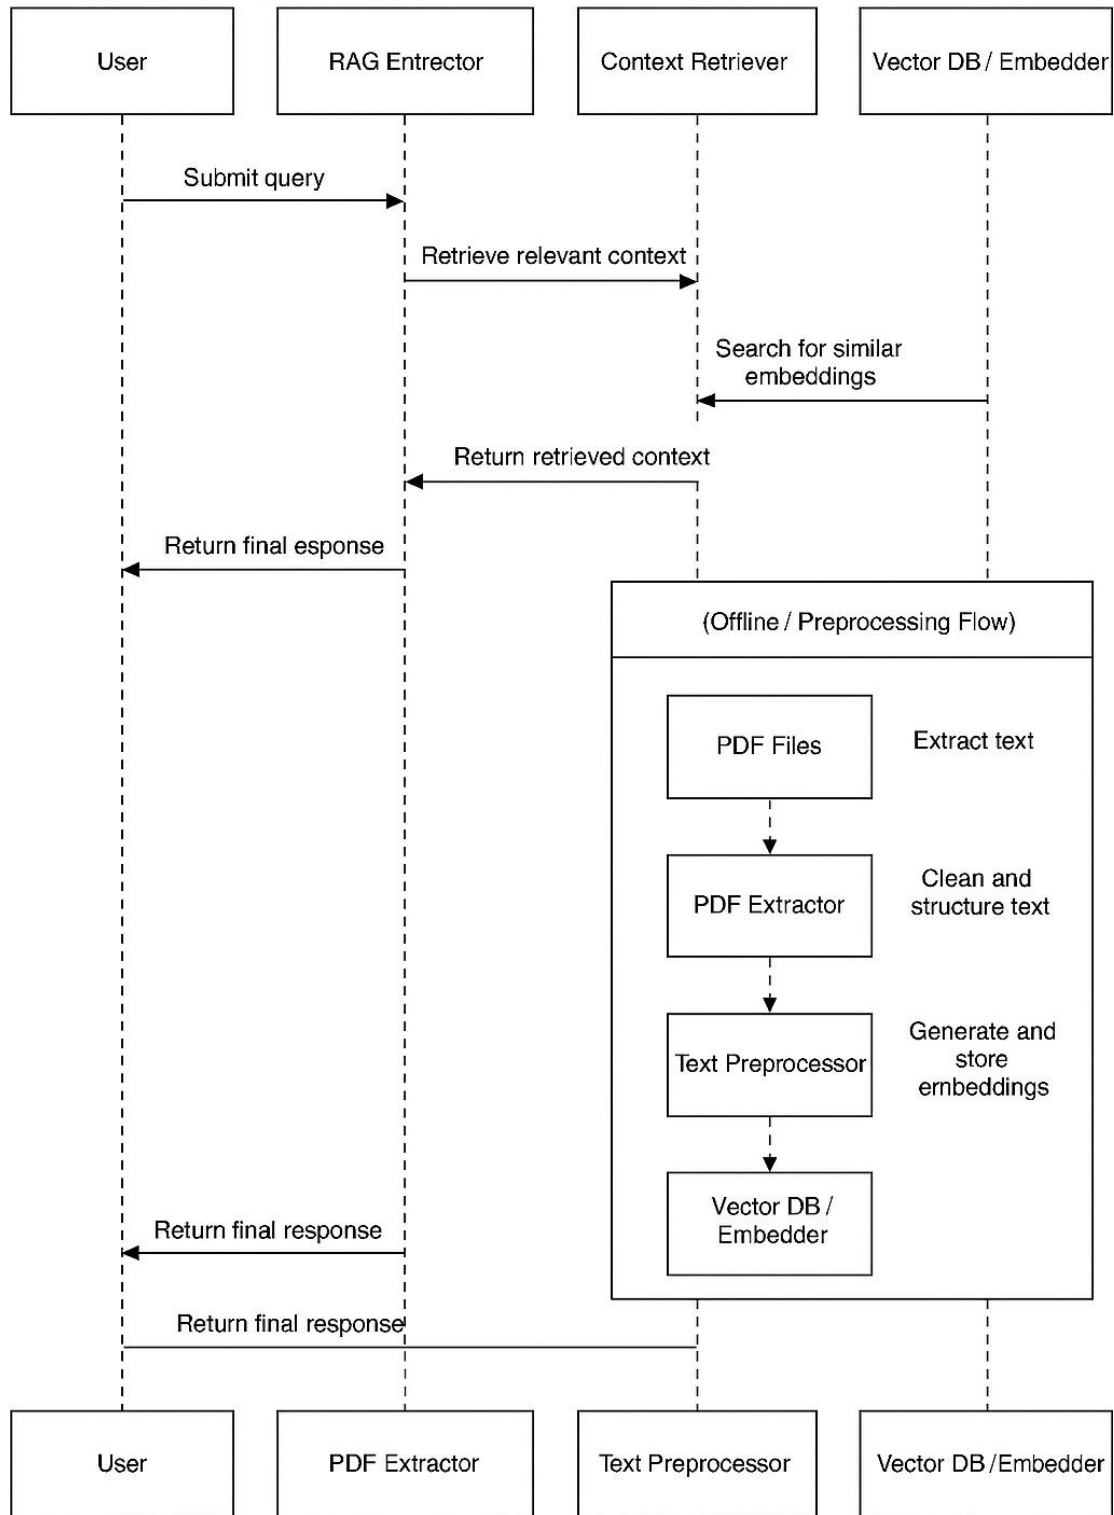 User
RAG Entrector
Context Retriever
Vector DB / Embedder
Submit query
Retrieve relevant context
Search for similar
embeddings
Return retrieved context
Return final esponse
(Offline / Preprocessing Flow)
PDF Files
Extract text
PDF Extractor
Clean and
structure text
Text Preprocessor
Generate and
store
ernbeddings
Vector DB /
Embedder
Return final response
Return final response
User
PDF Extractor
Text Preprocessor
Vector DB / Embedder